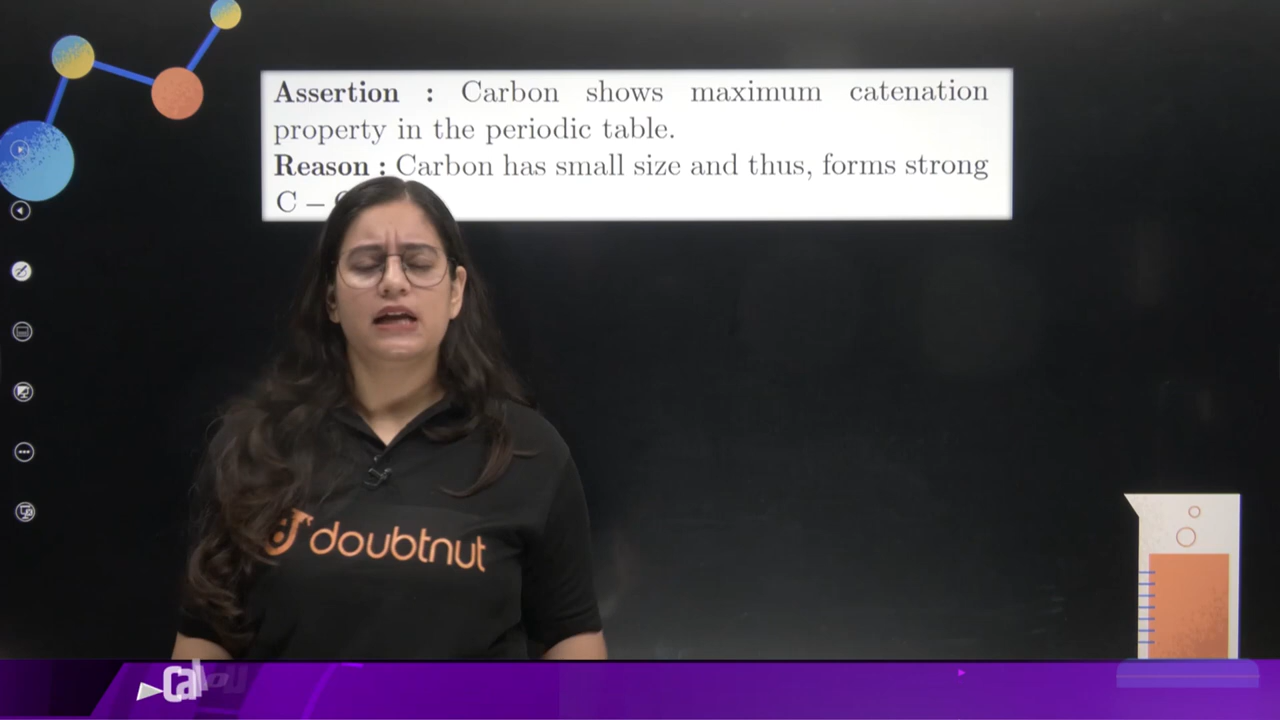 Assertion : Carbon shows maximum catenation
property in the periodic table.
Reason : Carbon has small size and thus, forms strong
C –
doubtnut